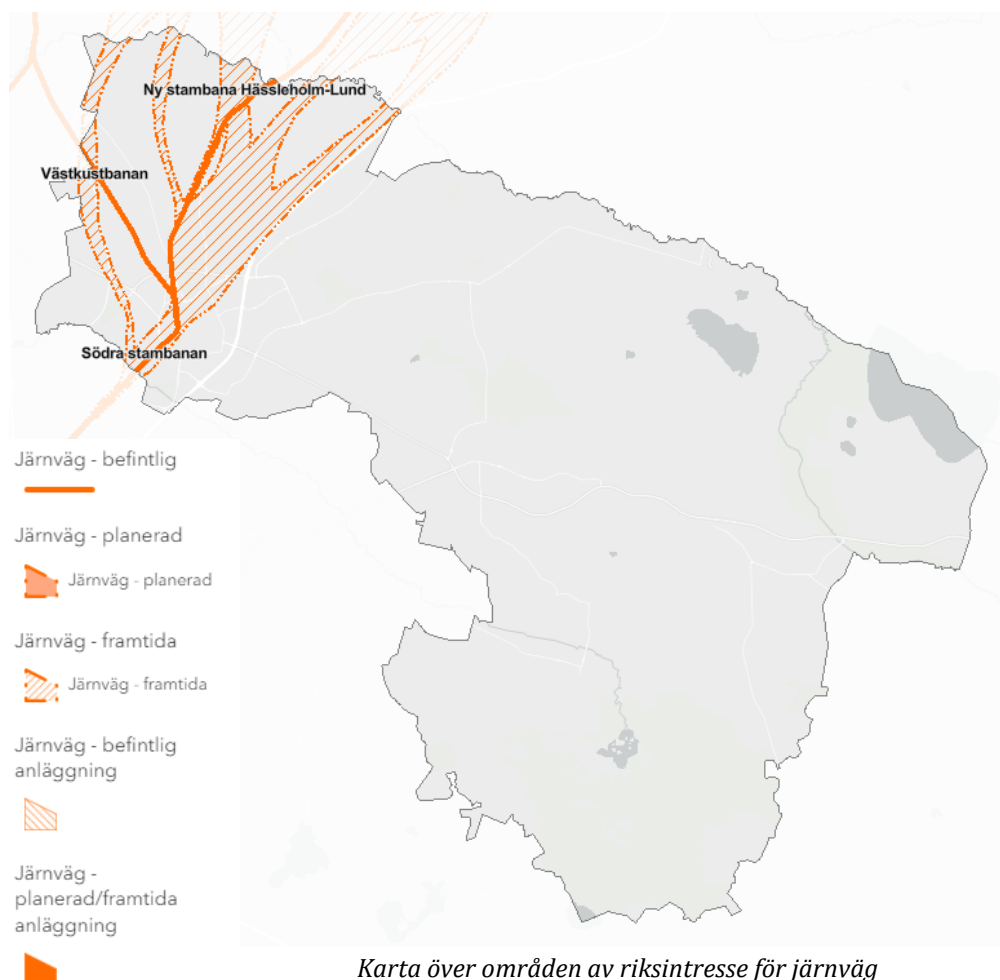 Ny stambana Hässleholm-Lund
Västkustbanan
Södra stambanan
Järnväg - befintlig
Järnväg - planerad
Järnväg - planerad
Järnväg - framtida
Järnväg - framtida
Järnväg - befintlig
anläggning
Järnväg -
planerad/framtida
anläggning
Karta över områden av riksintresse för järnväg